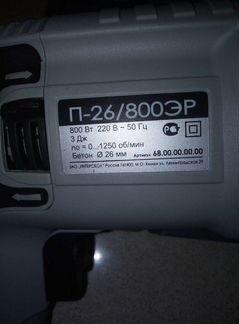 П-26/800ЭР
800 Вт 220 В ~ 50 Гц
3 Дж
no = 0...1250 об/мин
Бетон Ø 26 мм Артикул 68.00.00.00.00
ЗАО "ИНТЕРСКОЛ" Россия 141400, М.О. Химки ул. Ленинградская 29